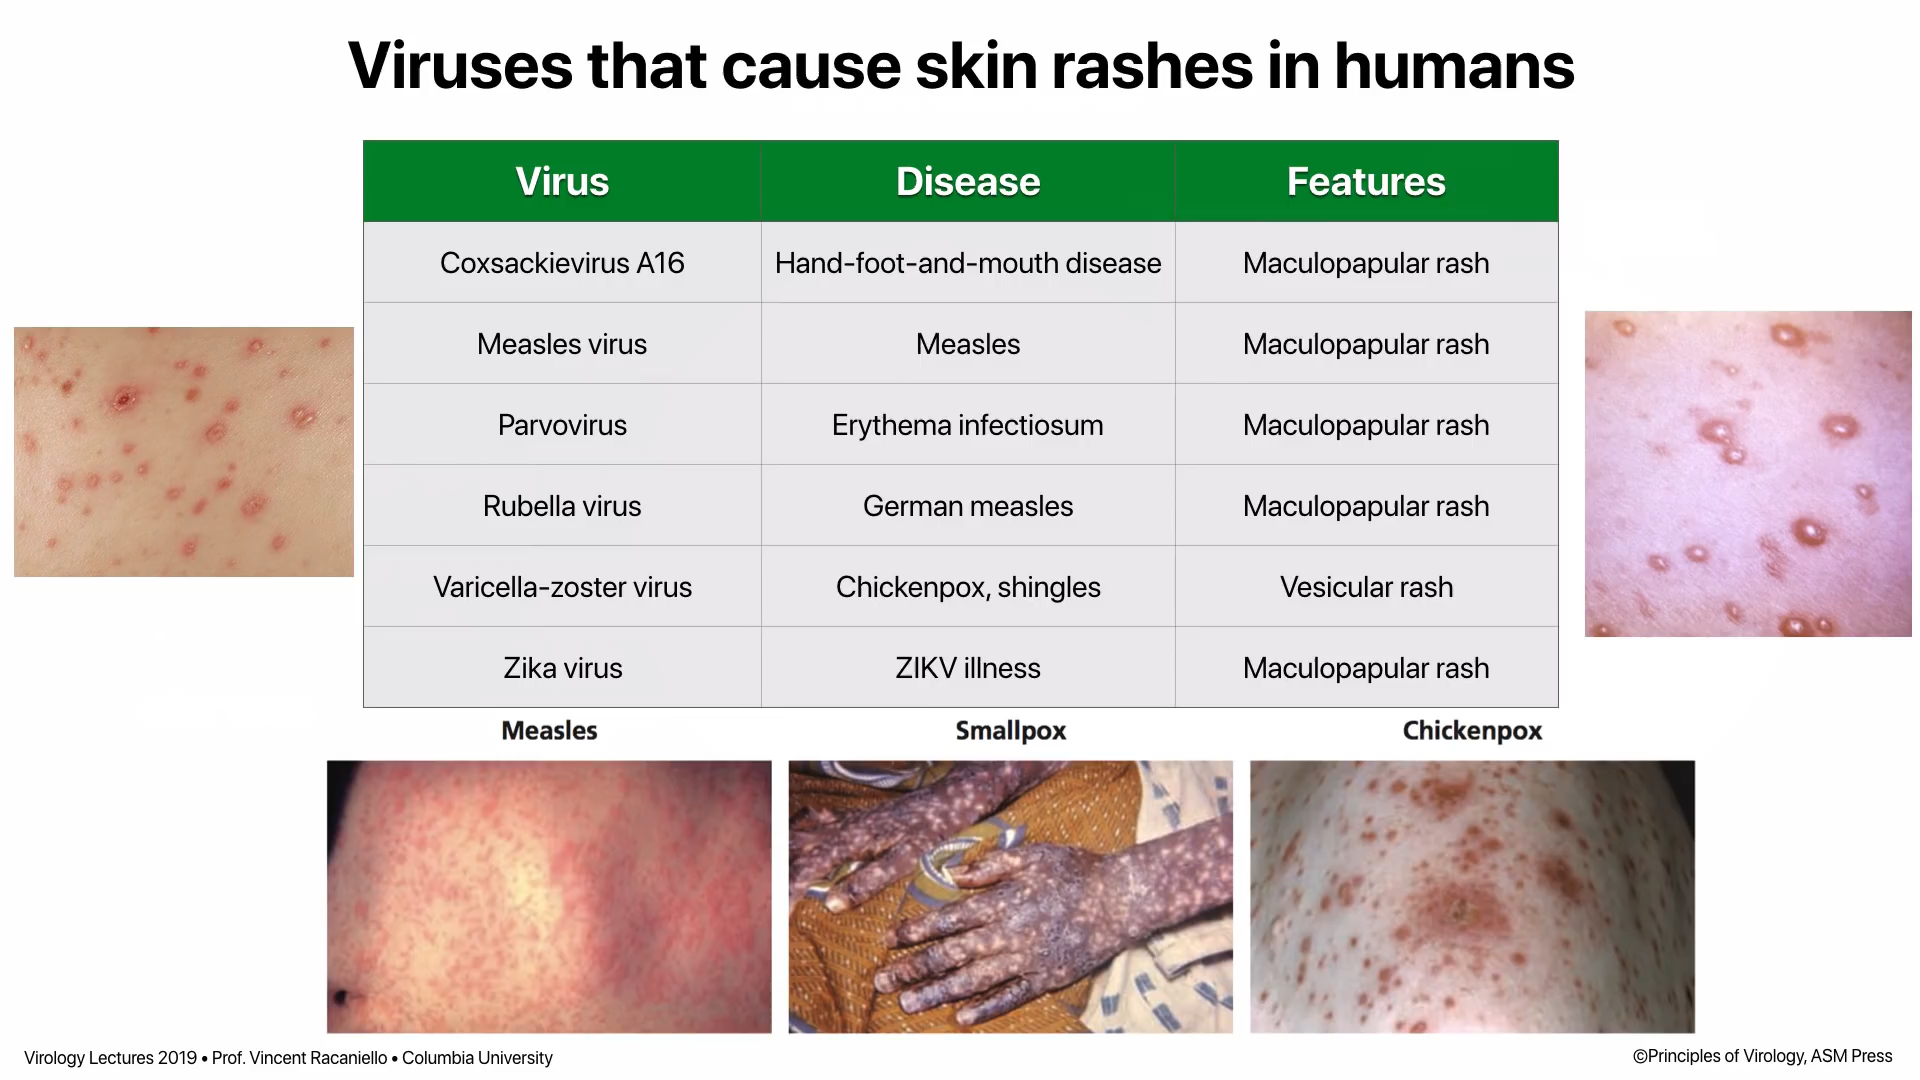 Viruses that cause skin rashes in humans
Virus Disease Features
Coxsackievirus A16 Hand-foot-and-mouth disease Maculopapular rash
Measles virus Measles Maculopapular rash
Parvovirus Erythema infectiosum Maculopapular rash
Rubella virus German measles Maculopapular rash
Varicella-zoster virus Chickenpox, shingles Vesicular rash
Zika virus ZIKV illness Maculopapular rash
Measles Smallpox Chickenpox
Virology Lectures 2019 • Prof. Vincent Racaniello • Columbia University
©Principles of Virology, ASM Press